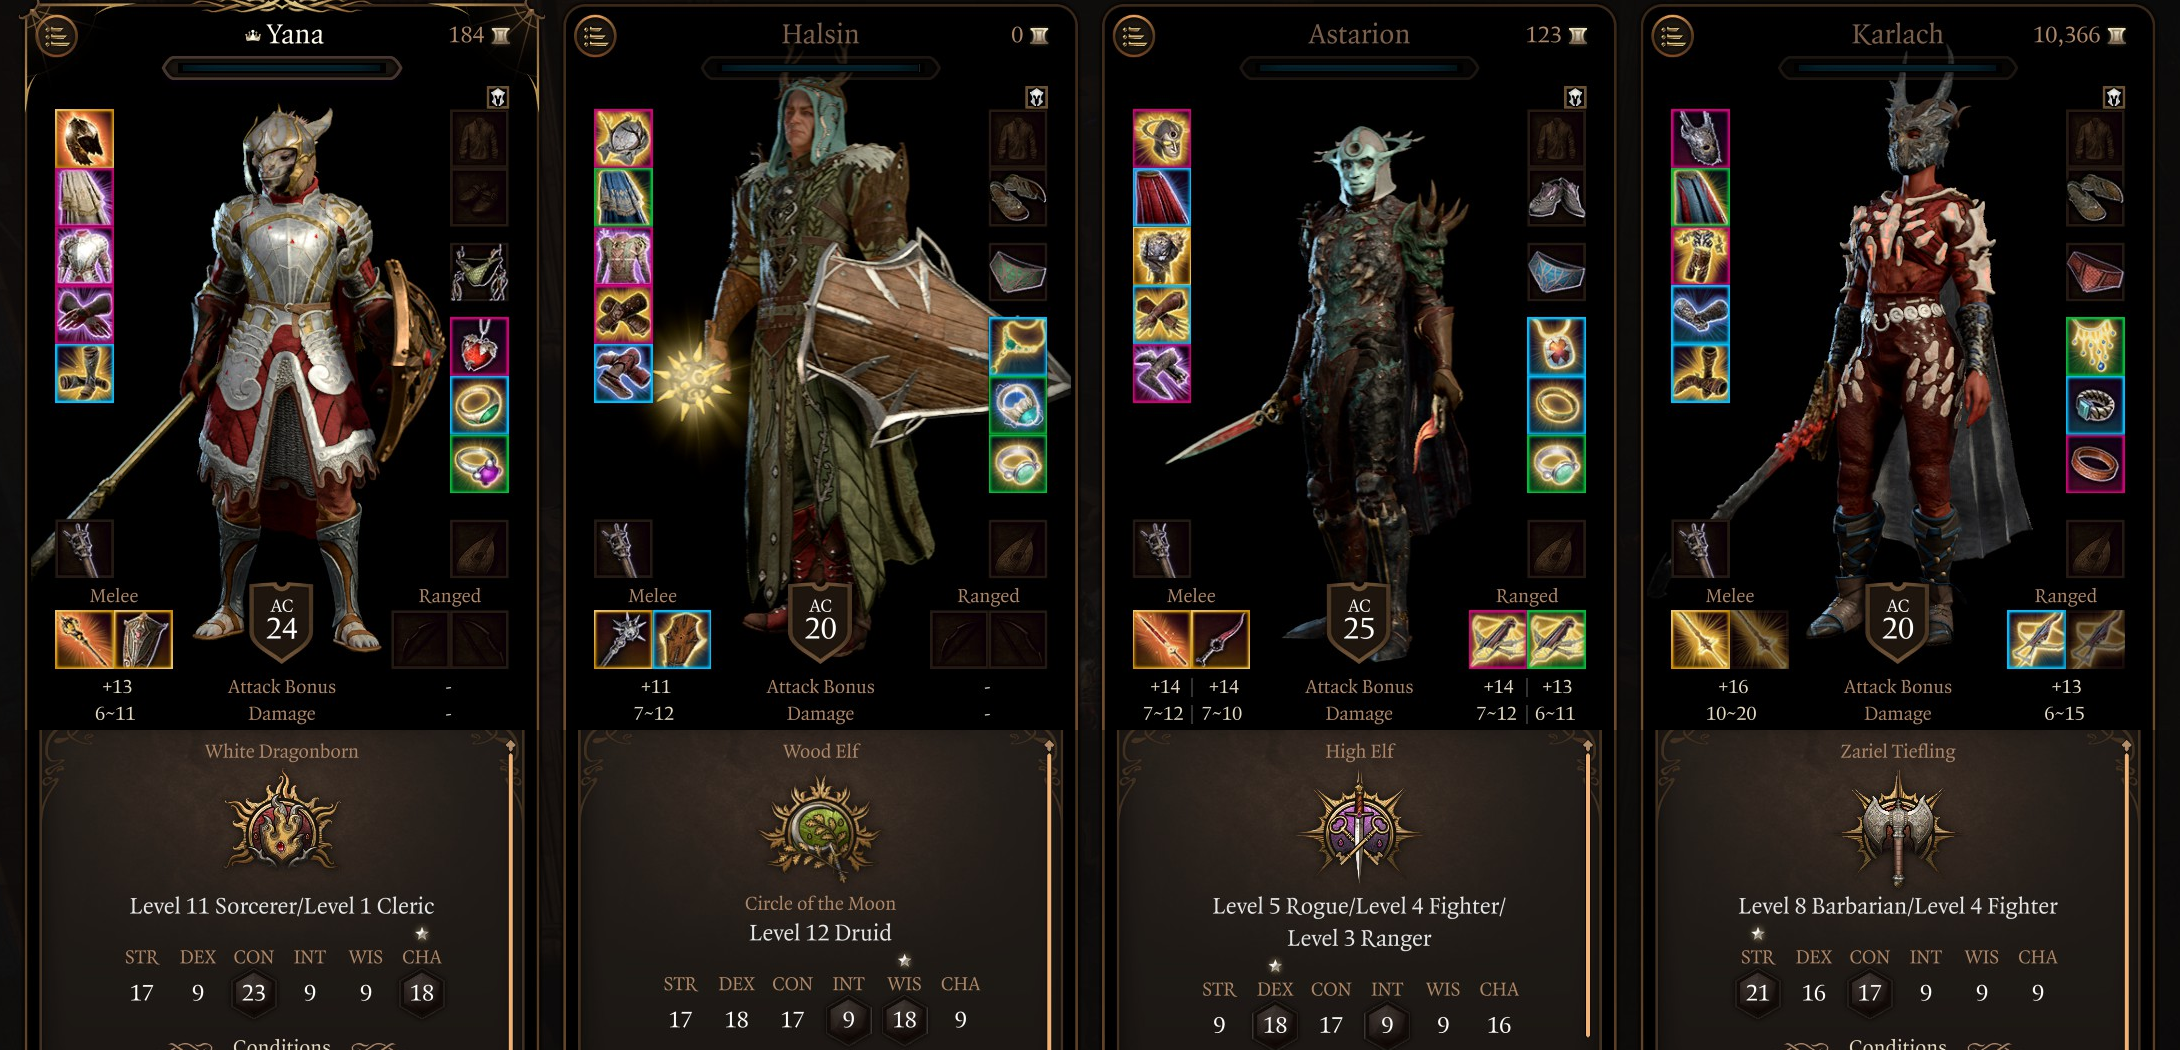 Yana
184
Halsin
0
Astarion
123
Karlach
10,366
Melee
AC
24
Ranged
+13
Attack Bonus
-
6~11
Damage
-
White Dragonborn
Level 11 Sorcerer/Level 1 Cleric
STR DEX CON INT WIS CHA
17 9 23 9 9 18
Conditions
Melee
AC
20
Ranged
+11
Attack Bonus
-
7~12
Damage
-
Wood Elf
Circle of the Moon
Level 12 Druid
STR DEX CON INT WIS CHA
17 18 17 9 18 9
Melee
AC
25
Ranged
+14 | +14
Attack Bonus
+14 | +13
7~12 | 7~10
Damage
7~12 | 6~11
High Elf
Level 5 Rogue/Level 4 Fighter/
Level 3 Ranger
STR DEX CON INT WIS CHA
9 18 17 9 9 16
Melee
AC
20
Ranged
+16
Attack Bonus
+13
10~20
Damage
6~15
Zariel Tiefling
Level 8 Barbarian/Level 4 Fighter
STR DEX CON INT WIS CHA
21 16 17 9 9 9
Conditions